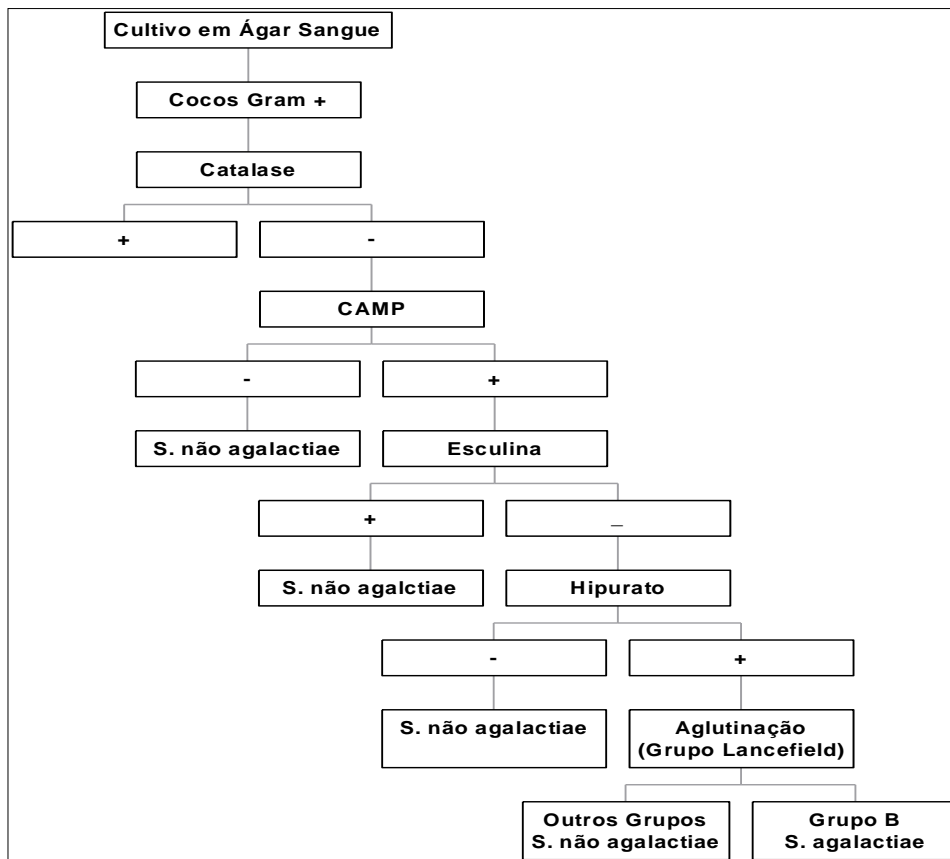 Cultivo em Ágar Sangue
Cocos Gram +
Catalase
+
-
CAMP
-
+
S. não agalactiae
Esculina
+
_
S. não agalctiae
Hipurato
-
+
S. não agalactiae
Aglutinação
(Grupo Lancefield)
Outros Grupos
S. não agalactiae
Grupo B
S. agalactiae